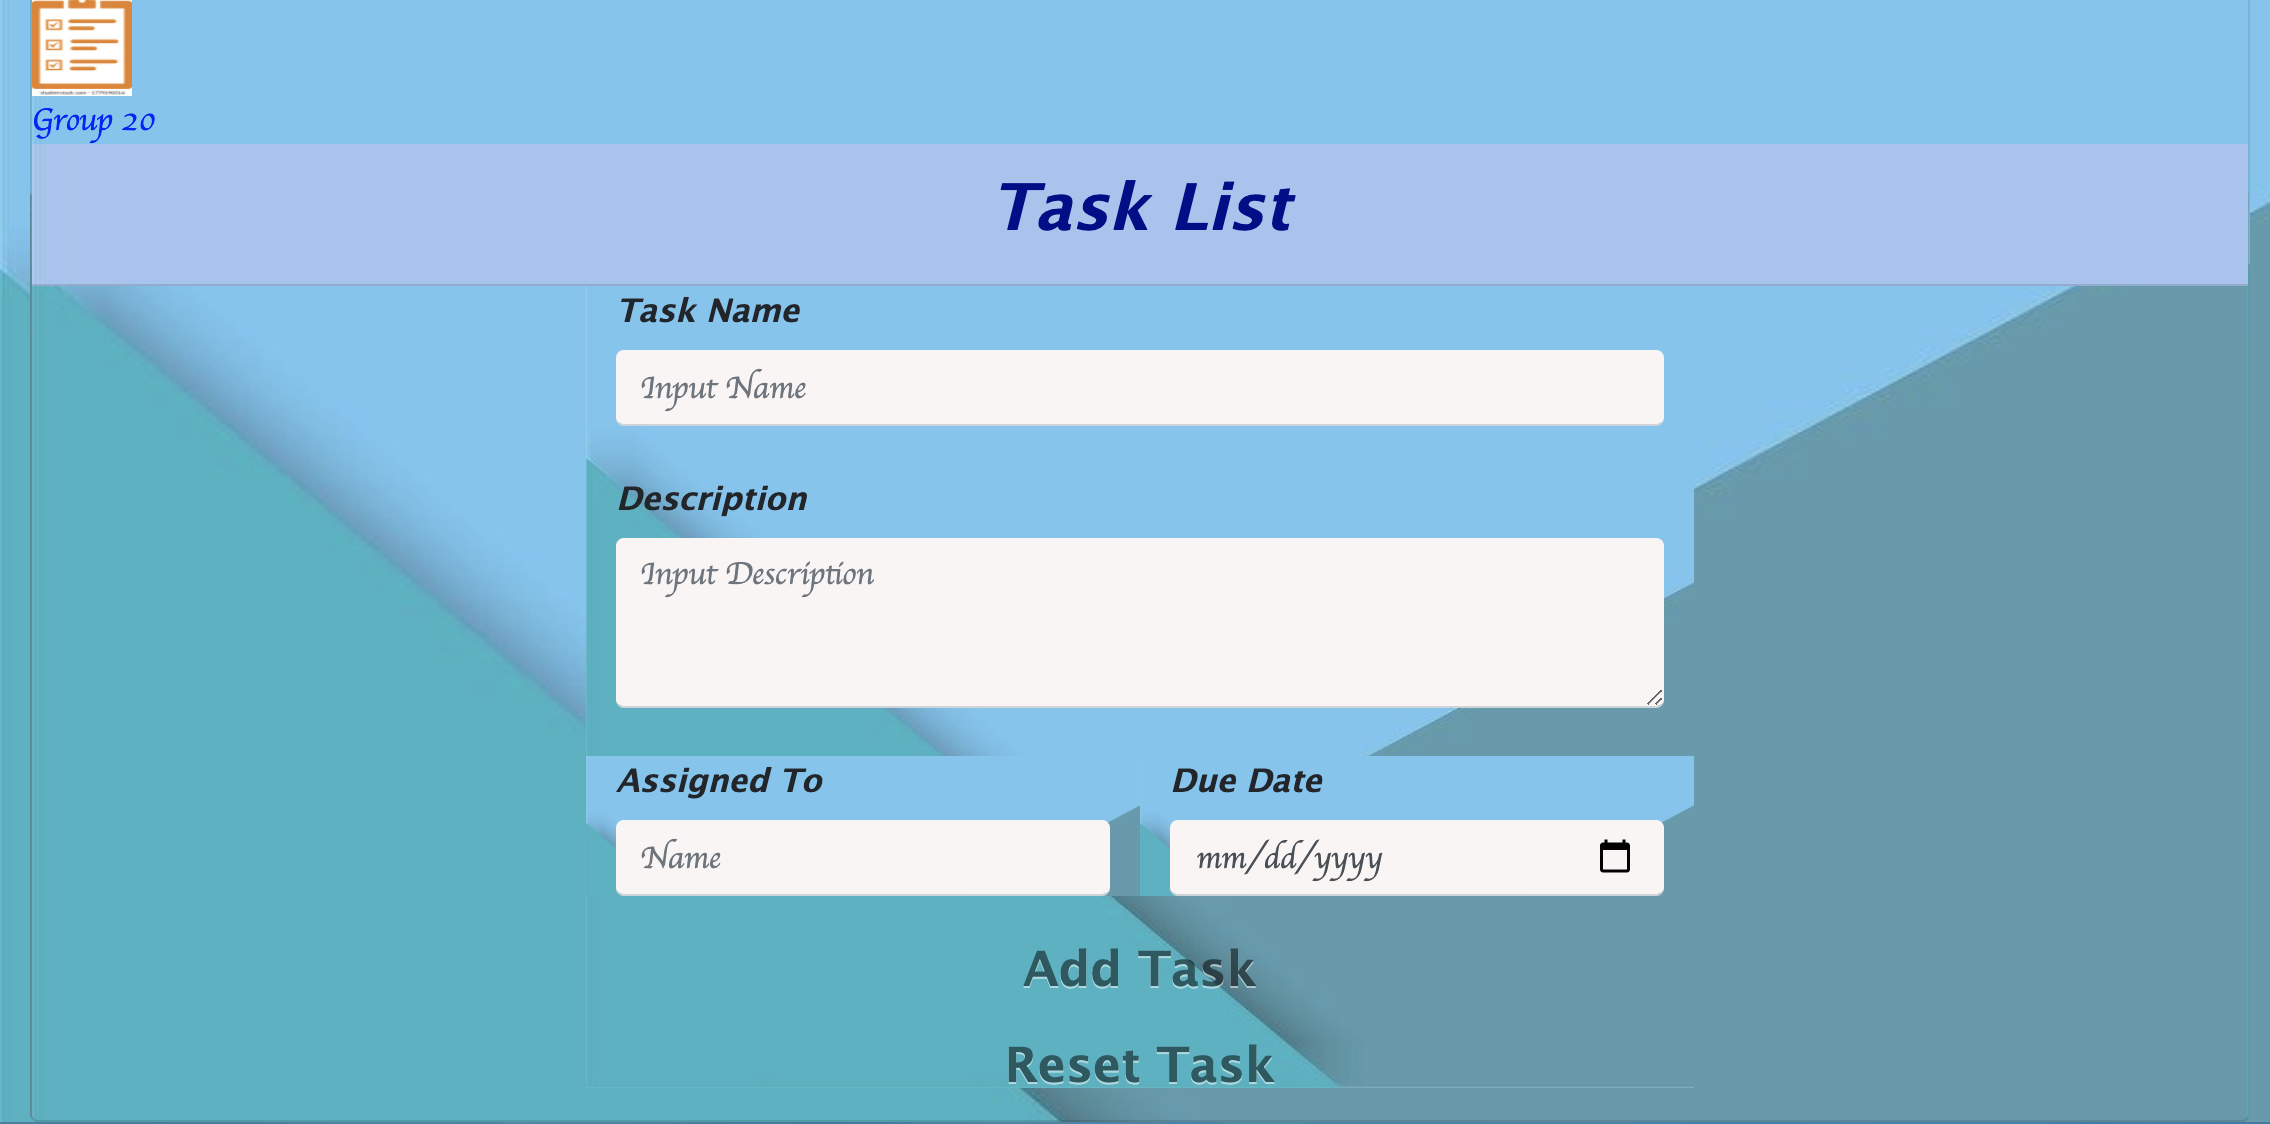 Group 20
Task List
Task Name
Input Name
Description
Input Description
Assigned To
Due Date
Name
mm/dd/yyyy
Add Task
Reset Task